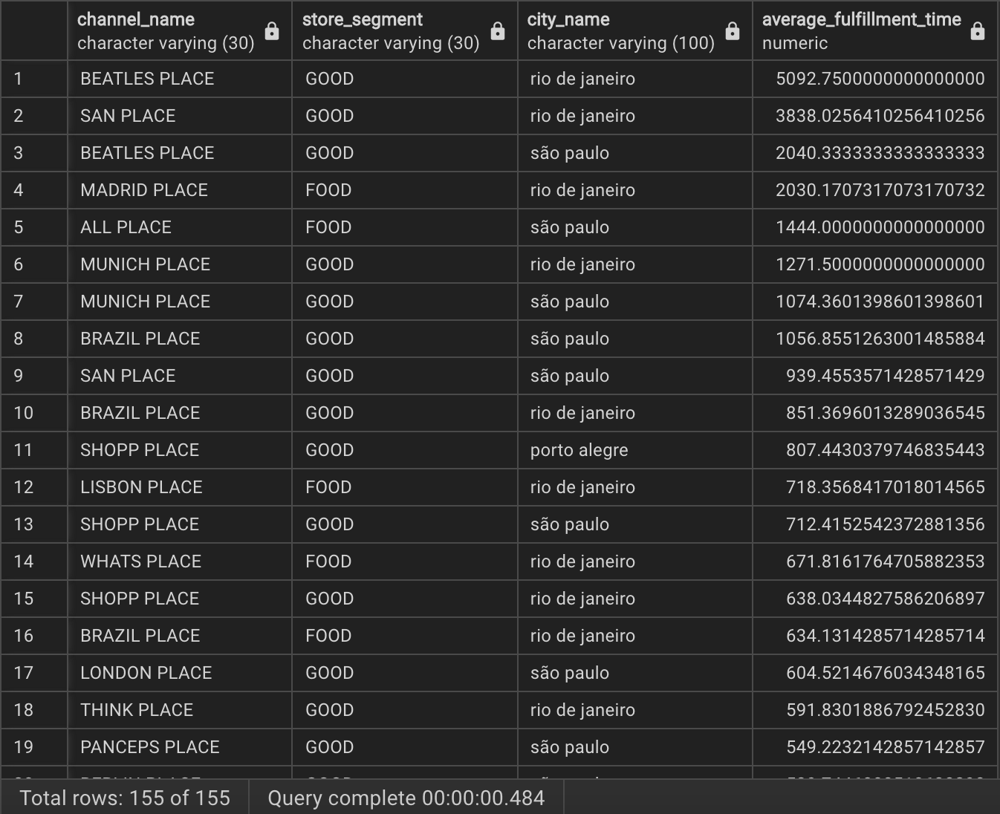 channel_name store_segment city_name average_fulfillment_time
character varying (30) character varying (30) character varying (100) numeric
1 BEATLES PLACE GOOD rio de janeiro 5092.7500000000000000
2 SAN PLACE GOOD rio de janeiro 3838.0256410256410256
3 BEATLES PLACE GOOD são paulo 2040.3333333333333333
4 MADRID PLACE FOOD rio de janeiro 2030.1707317073170732
5 ALL PLACE FOOD são paulo 1444.0000000000000000
6 MUNICH PLACE GOOD rio de janeiro 1271.5000000000000000
7 MUNICH PLACE GOOD são paulo 1074.3601398601398601
8 BRAZIL PLACE GOOD são paulo 1056.8551263001485884
9 SAN PLACE GOOD são paulo 939.4553571428571429
10 BRAZIL PLACE GOOD rio de janeiro 851.3696013289036545
11 SHOPP PLACE GOOD porto alegre 807.4430379746835443
12 LISBON PLACE FOOD rio de janeiro 718.3568417018014565
13 SHOPP PLACE GOOD são paulo 712.4152542372881356
14 WHATS PLACE FOOD rio de janeiro 671.8161764705882353
15 SHOPP PLACE GOOD rio de janeiro 638.0344827586206897
16 BRAZIL PLACE FOOD rio de janeiro 634.1314285714285714
17 LONDON PLACE GOOD são paulo 604.5214676034348165
18 THINK PLACE GOOD rio de janeiro 591.8301886792452830
19 PANCEPS PLACE GOOD são paulo 549.2232142857142857
Total rows: 155 of 155 Query complete 00:00:00.484